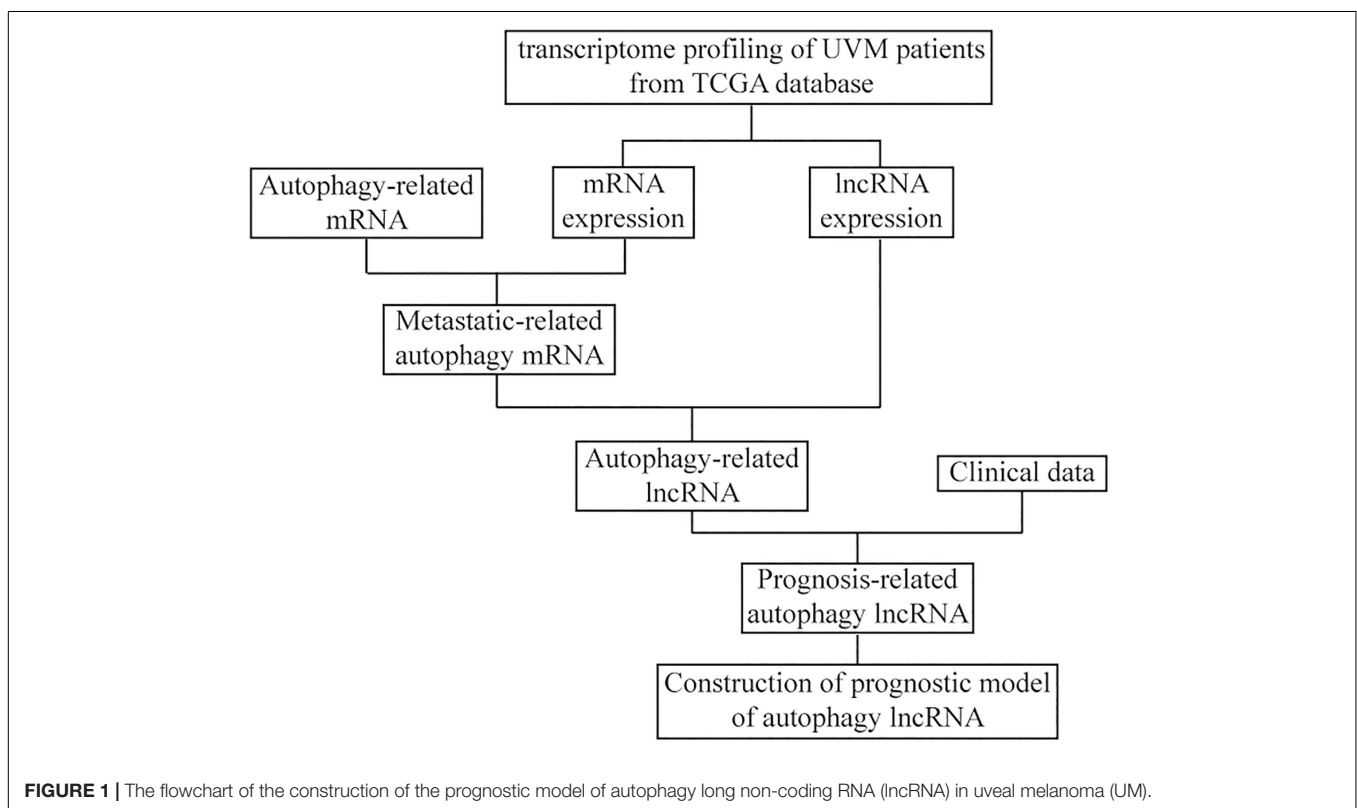 transcriptome profiling of UVM patients
from TCGA database
Autophagy-related
mRNA
mRNA
expression
lncRNA
expression
Metastatic-related
autophagy mRNA
Autophagy-related
lncRNA
Clinical data
Prognosis-related
autophagy lncRNA
Construction of prognostic model
of autophagy lncRNA
FIGURE 1 | The flowchart of the construction of the prognostic model of autophagy long non-coding RNA (lncRNA) in uveal melanoma (UM).